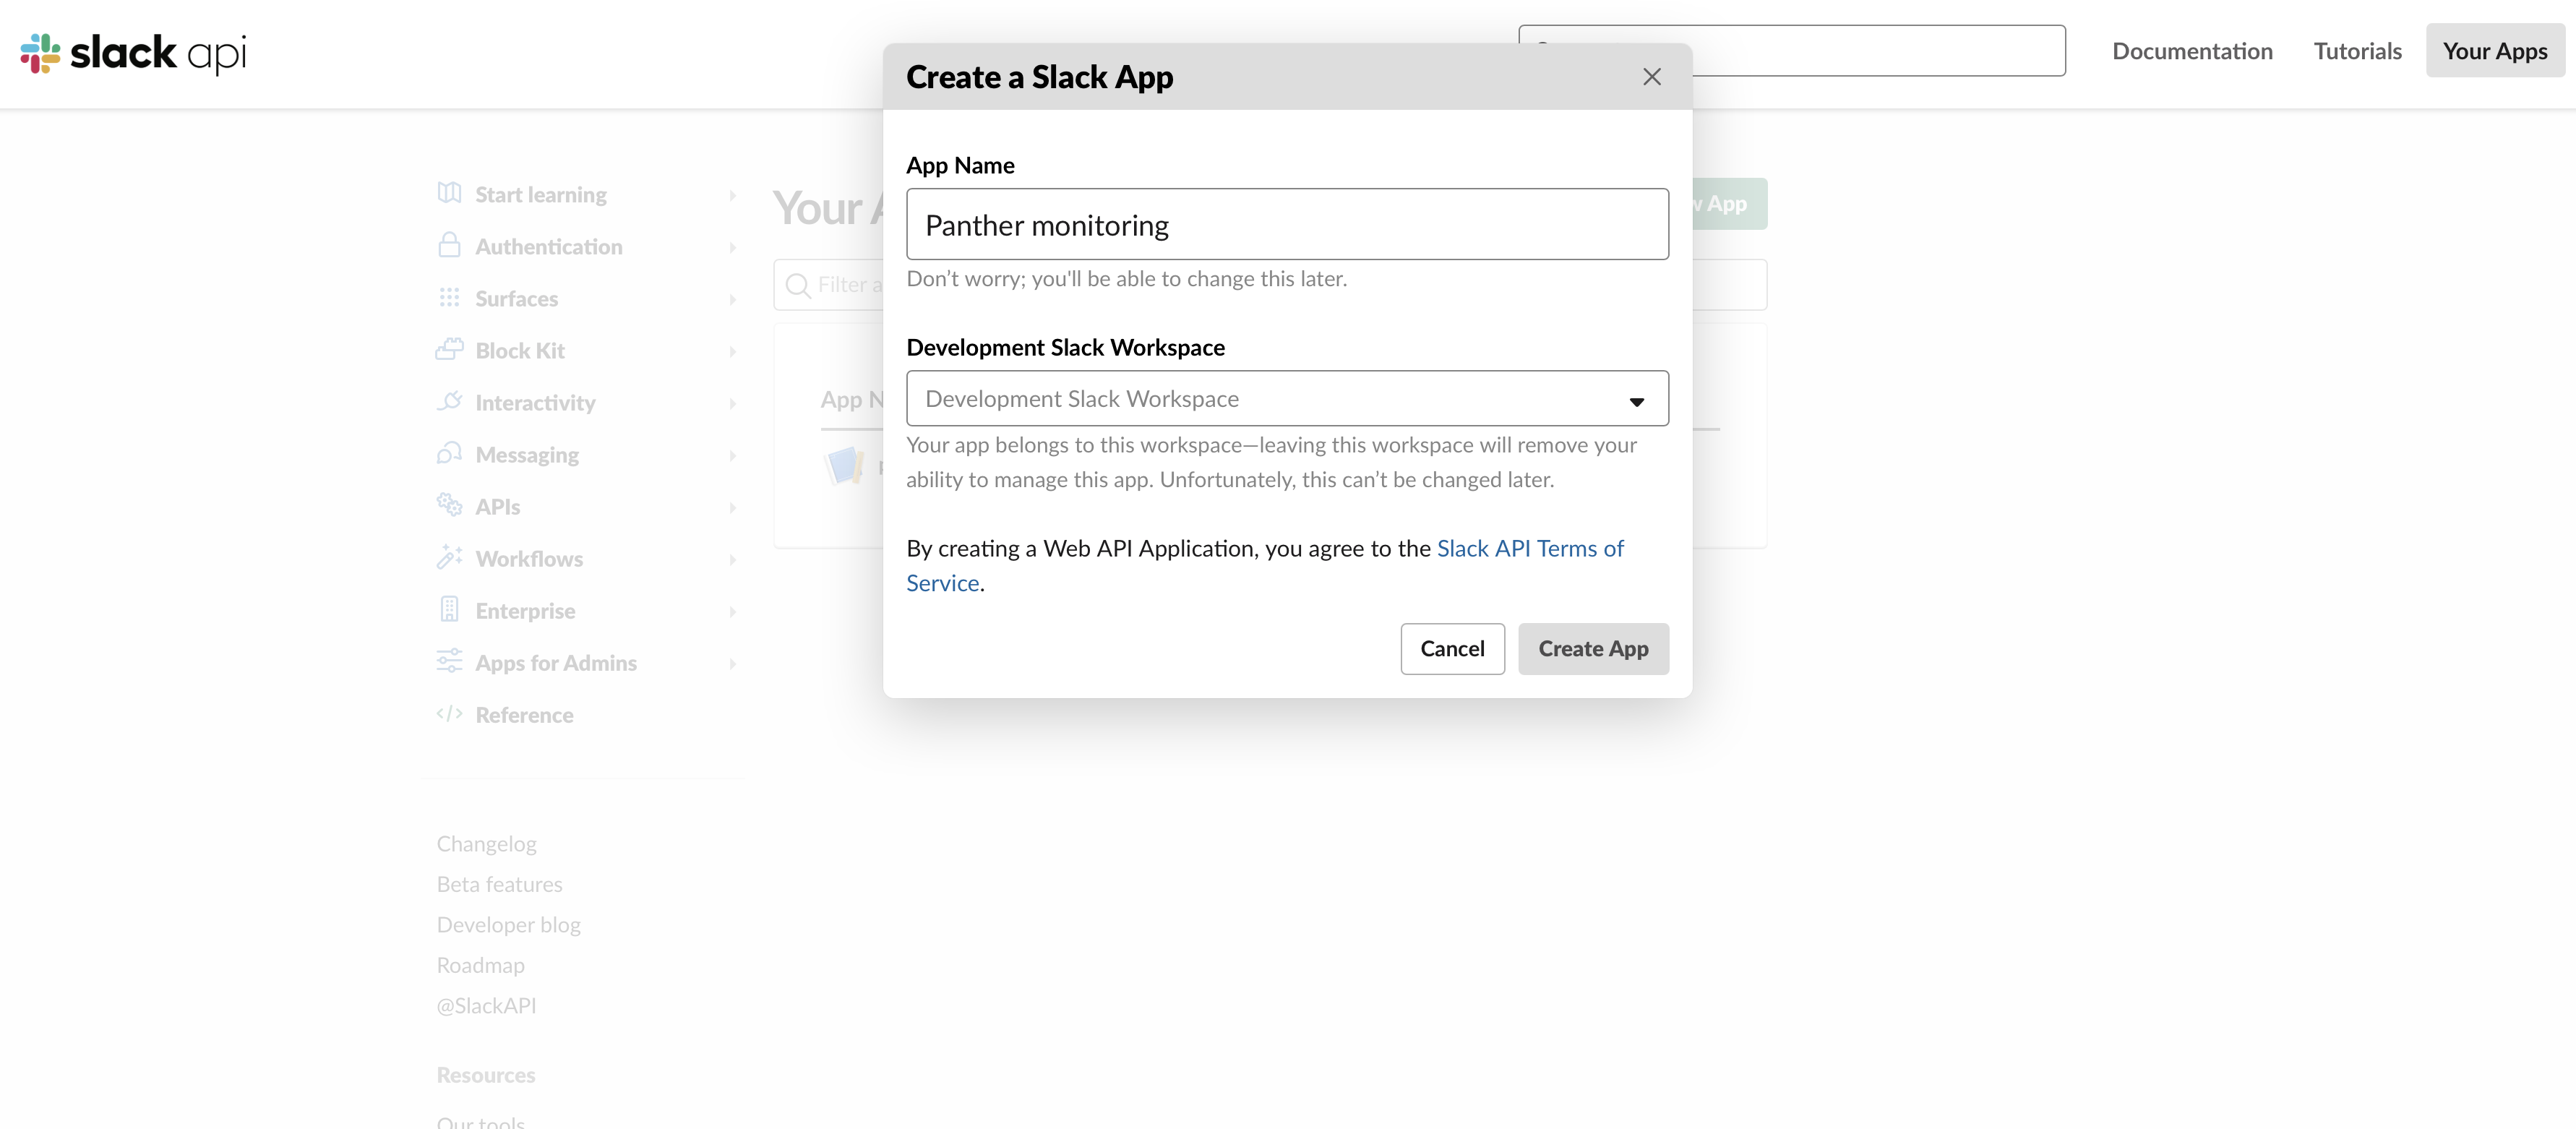 slack api
Documentation
Tutorials
Your Apps
Create a Slack App
App Name
Panther monitoring
Don’t worry; you'll be able to change this later.
Development Slack Workspace
Development Slack Workspace
Your app belongs to this workspace—leaving this workspace will remove your
ability to manage this app. Unfortunately, this can’t be changed later.
By creating a Web API Application, you agree to the Slack API Terms of
Service.
Cancel
Create App
Start learning
Authentication
Surfaces
Block Kit
Interactivity
Messaging
APIs
Workflows
Enterprise
Apps for Admins
Reference
Changelog
Beta features
Developer blog
Roadmap
@SlackAPI
Resources
Our tools
Your
App
Filter
App